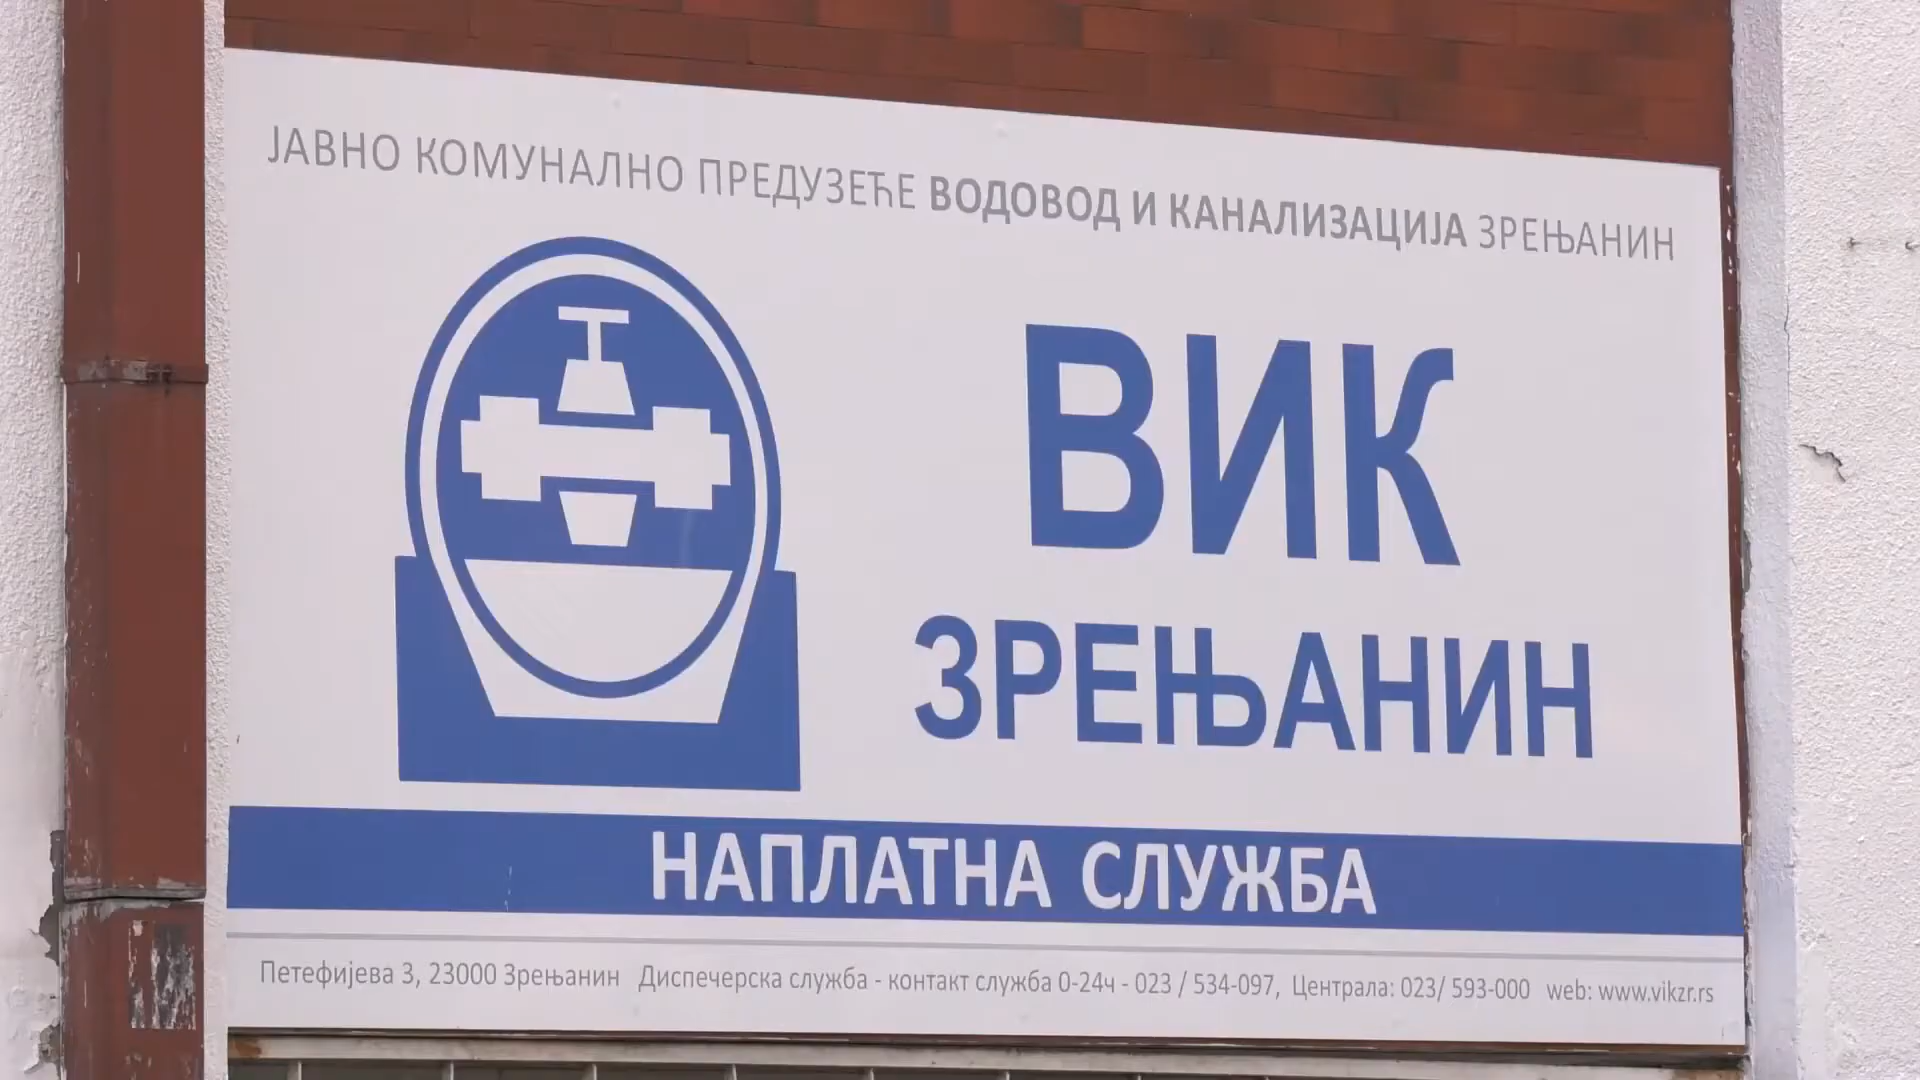 ЈАВНО КОМУНАЛНО ПРЕДУЗЕЋЕ ВОДОВОД И КАНАЛИЗАЦИЈА ЗРЕЊАНИН
ВИК
ЗРЕЊАНИН
НАПЛАТНА СЛУЖБА
Петефијева 3, 23000 Зрењанин Диспечерска служба - контакт служба 0-24ч - 023 / 534-097, Централа: 023/ 593-000 web: www.vikzr.rs